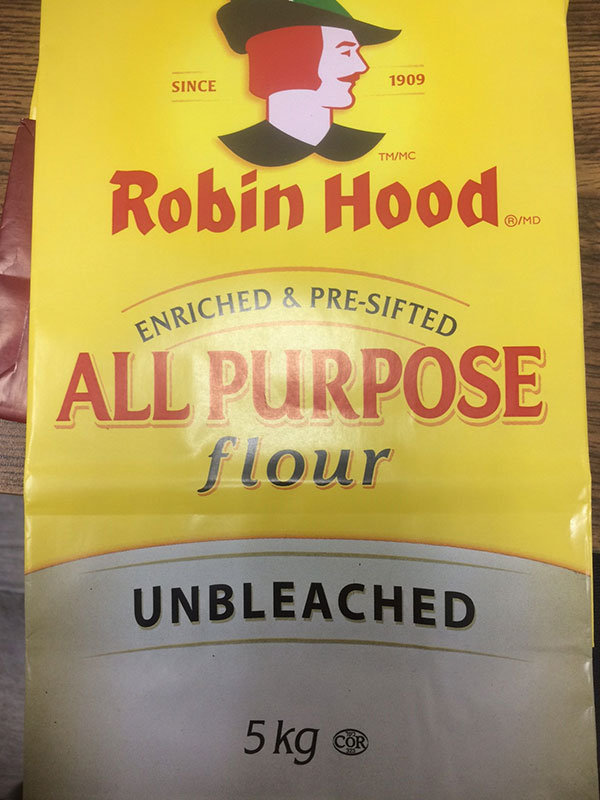 SINCE 1909
TM/MC
Robin Hood ®/MD
ENRICHED & PRE-SIFTED
ALL PURPOSE
flour
UNBLEACHED
5 kg COR